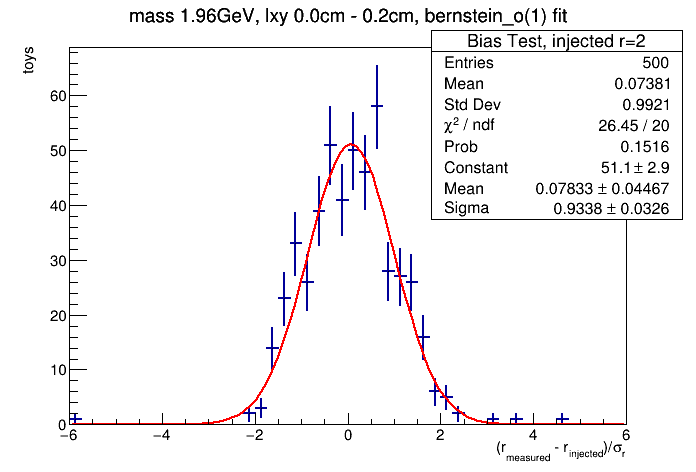 mass 1.96GeV, lxy 0.0cm - 0.2cm, bernstein_o(1) fit
Bias Test, injected r=2
Entries 500
Mean 0.07381
Std Dev 0.9921
χ² / ndf 26.45 / 20
Prob 0.1516
Constant 51.1 ± 2.9
Mean 0.07833 ± 0.04467
Sigma 0.9338 ± 0.0326
toys
60
50
40
30
20
10
0
−6 −4 −2 0 2 4 6
(r_measured - r_injected)/σ_r